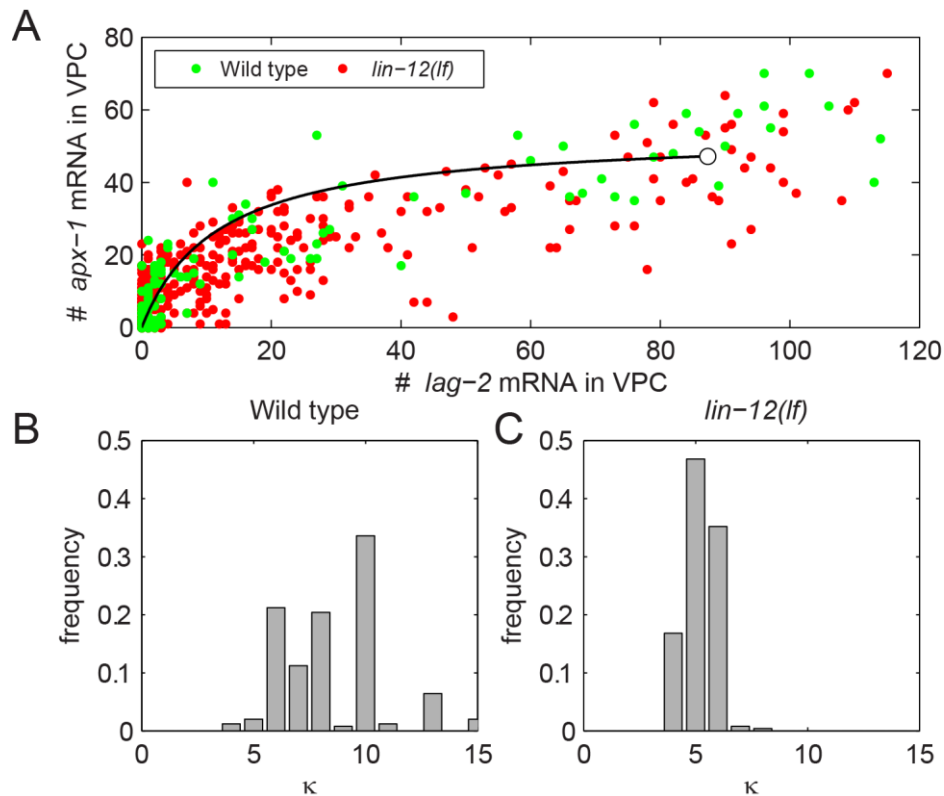 A
80
60
40
20
0
# apx−1 mRNA in VPC
Wild type
lin−12(lf)
0 20 40 60 80 100 120
# lag−2 mRNA in VPC
B
Wild type
0.5
0.4
0.3
0.2
0.1
0
frequency
0 5 10 15
κ
C
lin−12(lf)
0.5
0.4
0.3
0.2
0.1
0
frequency
0 5 10 15
κ